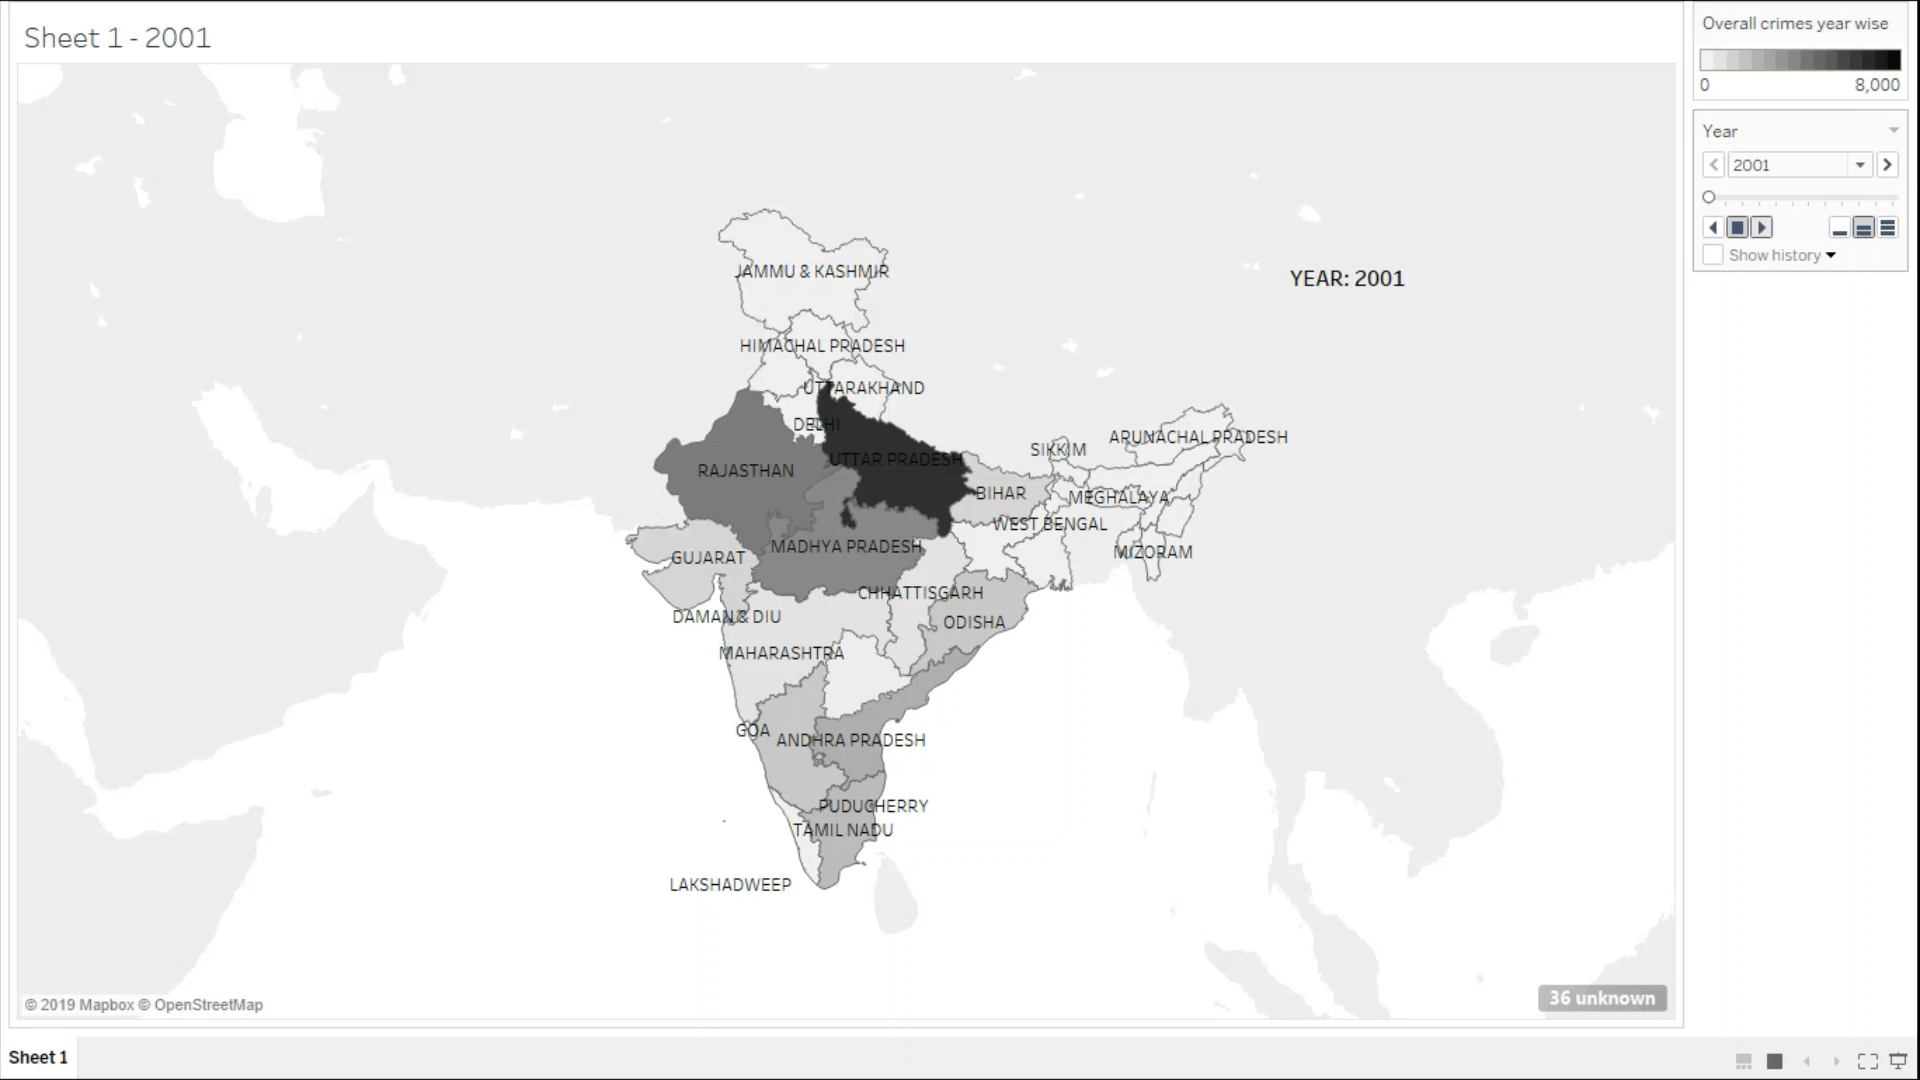 Sheet 1 - 2001
Overall crimes year wise
0 8,000
Year
2001
Show history
YEAR: 2001
JAMMU & KASHMIR
HIMACHAL PRADESH
UTTARAKHAND
DELHI
ARUNACHAL PRADESH
SIKKIM
UTTAR PRADESH
RAJASTHAN
BIHAR
MEGHALAYA
WEST BENGAL
MADHYA PRADESH
MIZORAM
GUJARAT
CHHATTISGARH
DAMAN & DIU
ODISHA
MAHARASHTRA
GOA
ANDHRA PRADESH
PUDUCHERRY
TAMIL NADU
LAKSHADWEEP
© 2019 Mapbox © OpenStreetMap
36 unknown
Sheet 1